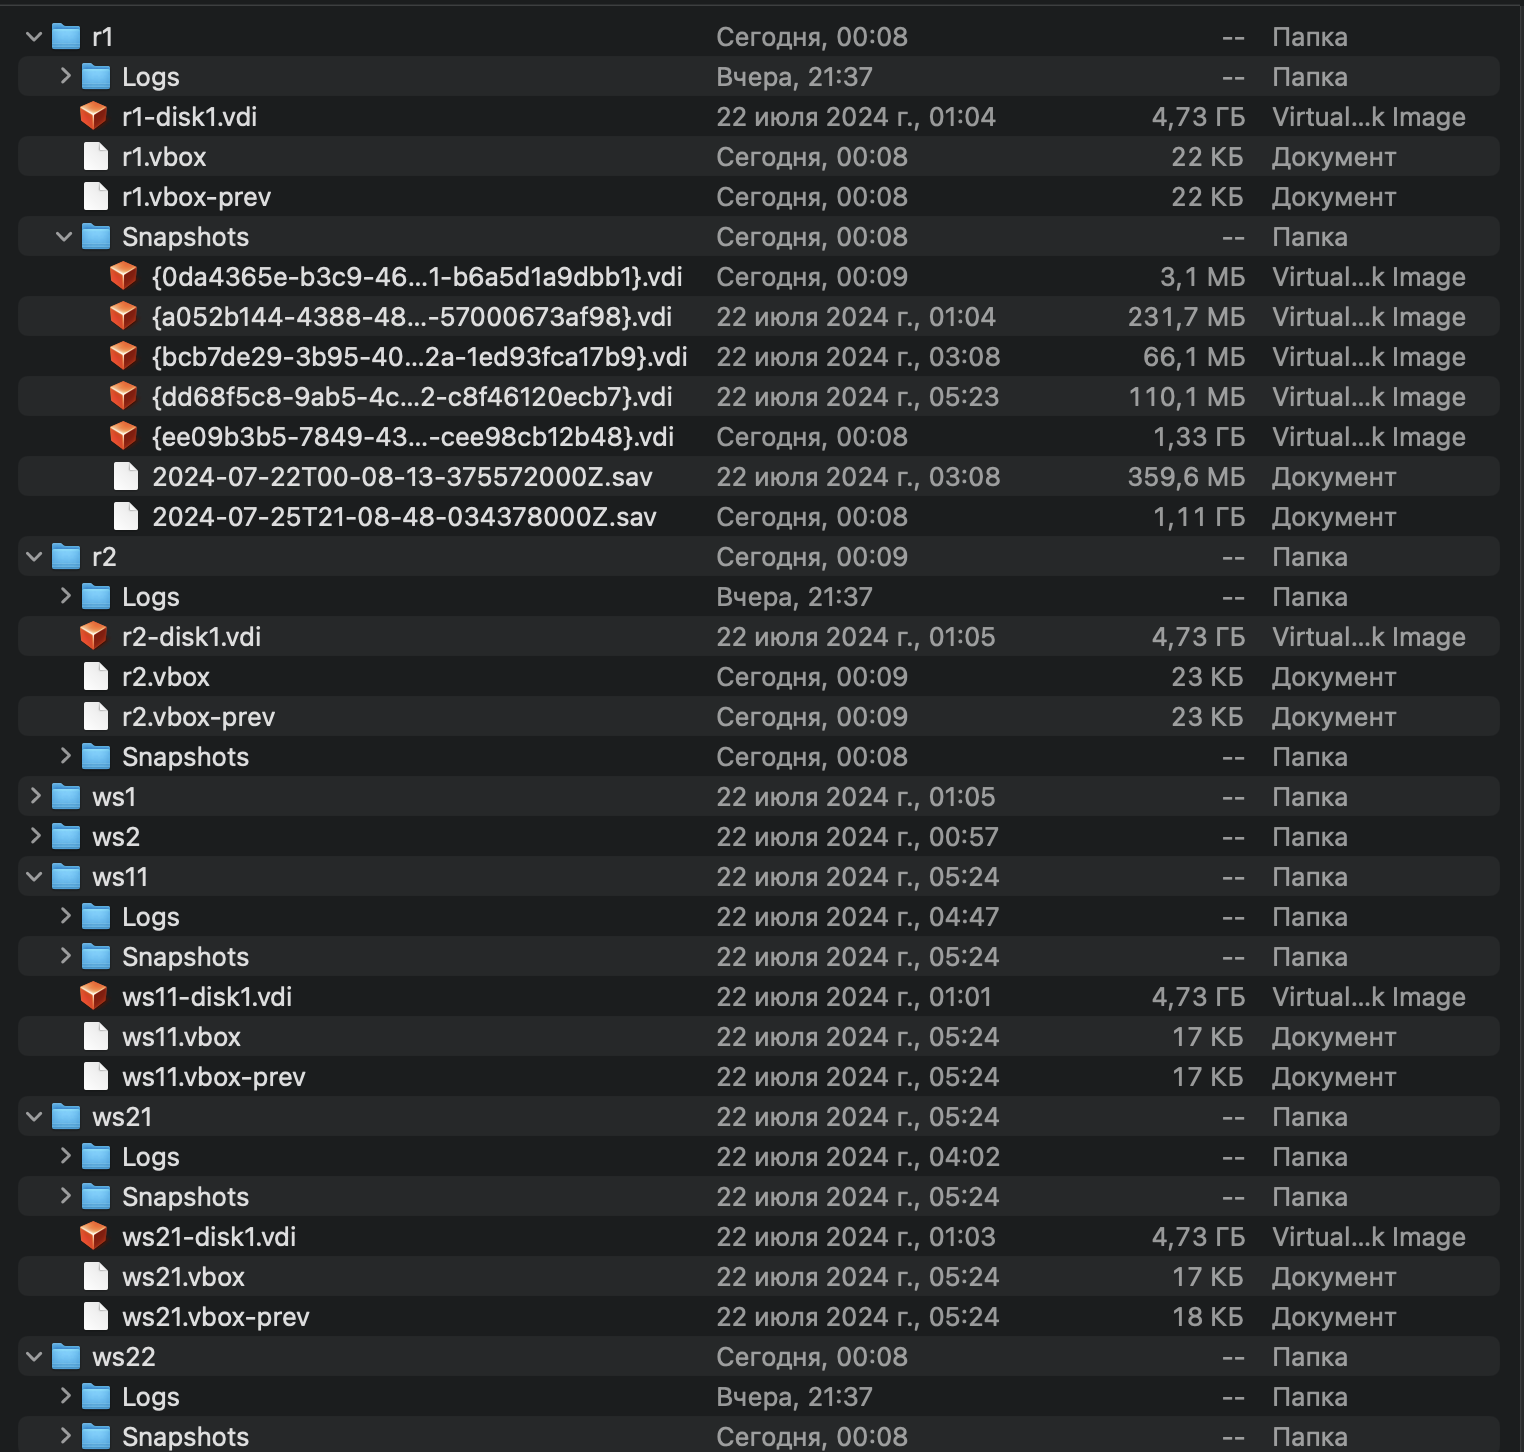 r1 Сегодня, 00:08 -- Папка
Logs Вчера, 21:37 -- Папка
r1-disk1.vdi 22 июля 2024 г., 01:04 4,73 ГБ Virtual...k Image
r1.vbox Сегодня, 00:08 22 КБ Документ
r1.vbox-prev Сегодня, 00:08 22 КБ Документ
Snapshots Сегодня, 00:08 -- Папка
{0da4365e-b3c9-46...1-b6a5d1a9dbb1}.vdi Сегодня, 00:09 3,1 МБ Virtual...k Image
{a052b144-4388-48...-57000673af98}.vdi 22 июля 2024 г., 01:04 231,7 МБ Virtual...k Image
{bcb7de29-3b95-40...2a-1ed93fca17b9}.vdi 22 июля 2024 г., 03:08 66,1 МБ Virtual...k Image
{dd68f5c8-9ab5-4c...2-c8f46120ecb7}.vdi 22 июля 2024 г., 05:23 110,1 МБ Virtual...k Image
{ee09b3b5-7849-43...-cee98cb12b48}.vdi Сегодня, 00:08 1,33 ГБ Virtual...k Image
2024-07-22T00-08-13-375572000Z.sav 22 июля 2024 г., 03:08 359,6 МБ Документ
2024-07-25T21-08-48-034378000Z.sav Сегодня, 00:08 1,11 ГБ Документ
r2 Сегодня, 00:09 -- Папка
Logs Вчера, 21:37 -- Папка
r2-disk1.vdi 22 июля 2024 г., 01:05 4,73 ГБ Virtual...k Image
r2.vbox Сегодня, 00:09 23 КБ Документ
r2.vbox-prev Сегодня, 00:09 23 КБ Документ
Snapshots Сегодня, 00:08 -- Папка
ws1 22 июля 2024 г., 01:05 -- Папка
ws2 22 июля 2024 г., 00:57 -- Папка
ws11 22 июля 2024 г., 05:24 -- Папка
Logs 22 июля 2024 г., 04:47 -- Папка
Snapshots 22 июля 2024 г., 05:24 -- Папка
ws11-disk1.vdi 22 июля 2024 г., 01:01 4,73 ГБ Virtual...k Image
ws11.vbox 22 июля 2024 г., 05:24 17 КБ Документ
ws11.vbox-prev 22 июля 2024 г., 05:24 17 КБ Документ
ws21 22 июля 2024 г., 05:24 -- Папка
Logs 22 июля 2024 г., 04:02 -- Папка
Snapshots 22 июля 2024 г., 05:24 -- Папка
ws21-disk1.vdi 22 июля 2024 г., 01:03 4,73 ГБ Virtual...k Image
ws21.vbox 22 июля 2024 г., 05:24 17 КБ Документ
ws21.vbox-prev 22 июля 2024 г., 05:24 18 КБ Документ
ws22 Сегодня, 00:08 -- Папка
Logs Вчера, 21:37 -- Папка
Snapshots Сегодня, 00:08 -- Папка